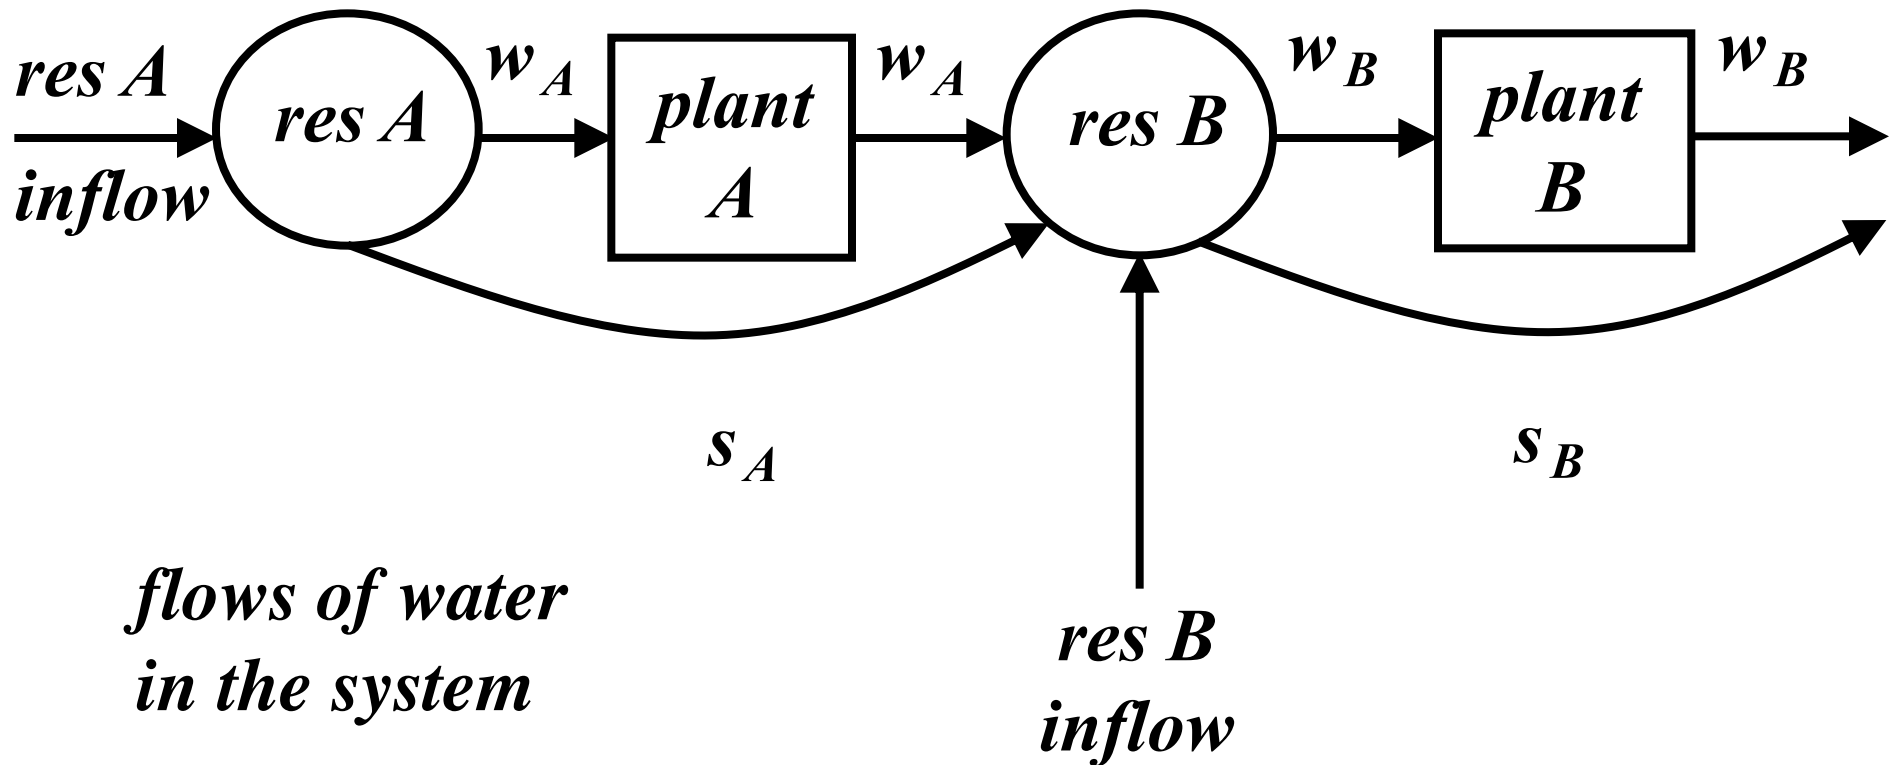 res A
inflow
res A
w A
plant
A
w A
res B
w B
plant
B
w B
s A
s B
flows of water
in the system
res B
inflow